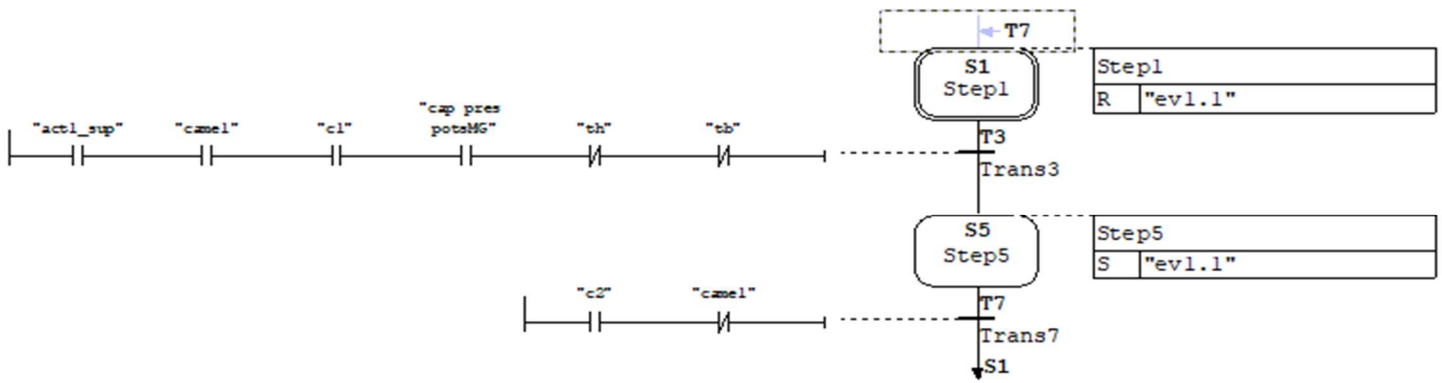 T7
S1
Step1
Step1
R "ev1.1"
"act1_sup" "came1" "c1" "cap pres
potsMG" "th" "tb"
T3
Trans3
S5
Step5
Step5
S "ev1.1"
"c2" "came1"
T7
Trans7
S1